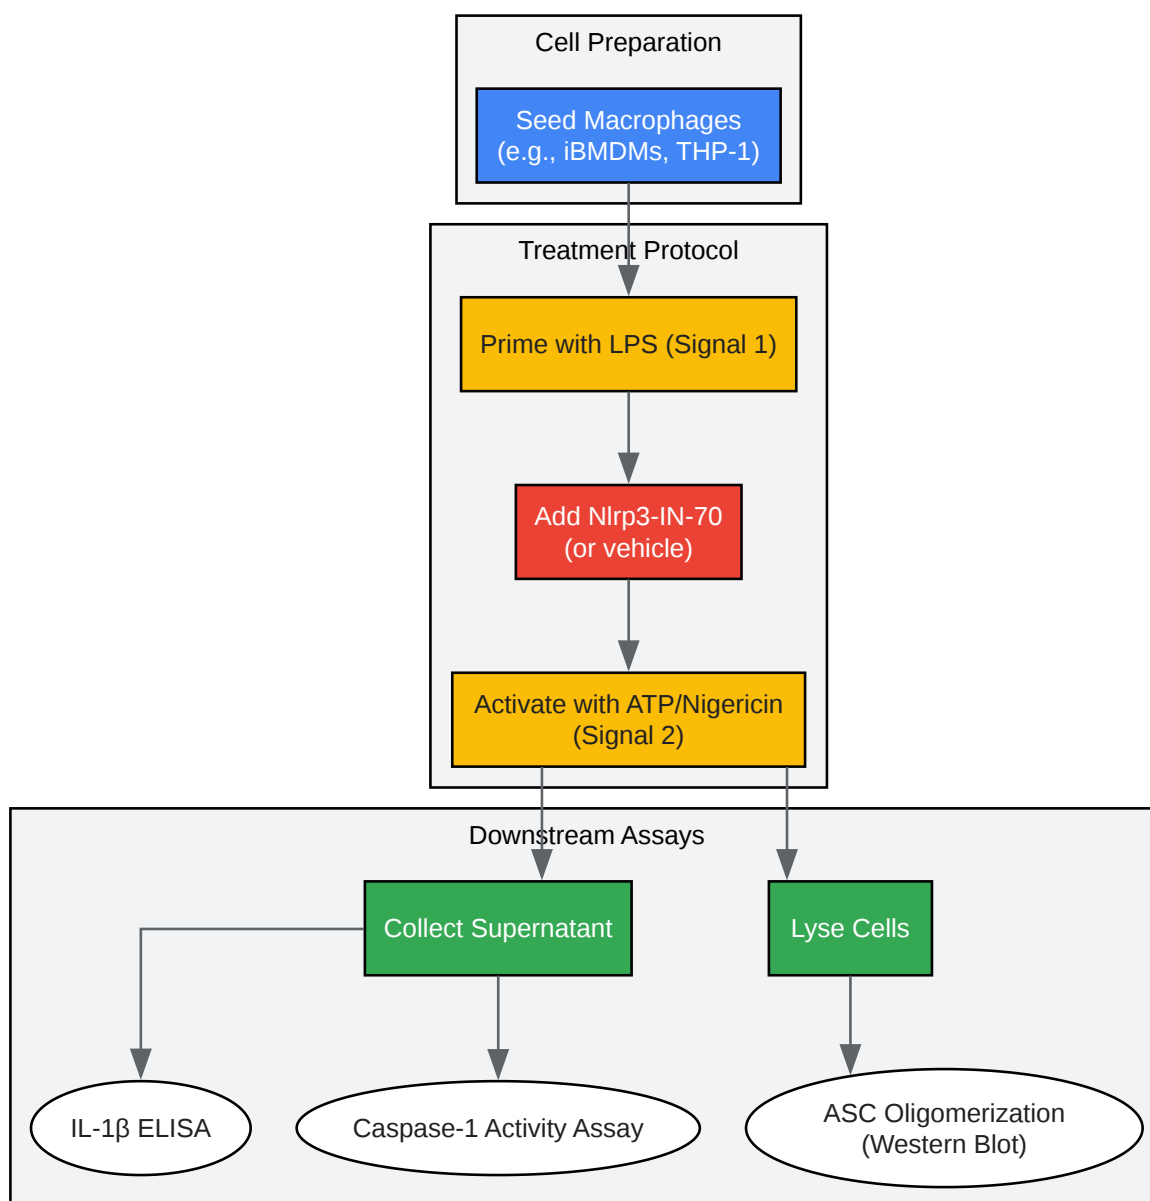 Cell Preparation
Seed Macrophages
(e.g., iBMDMs, THP-1)
Treatment Protocol
Prime with LPS (Signal 1)
Add Nlrp3-IN-70
(or vehicle)
Activate with ATP/Nigericin
(Signal 2)
Downstream Assays
Collect Supernatant
Lyse Cells
IL-1β ELISA
Caspase-1 Activity Assay
ASC Oligomerization
(Western Blot)